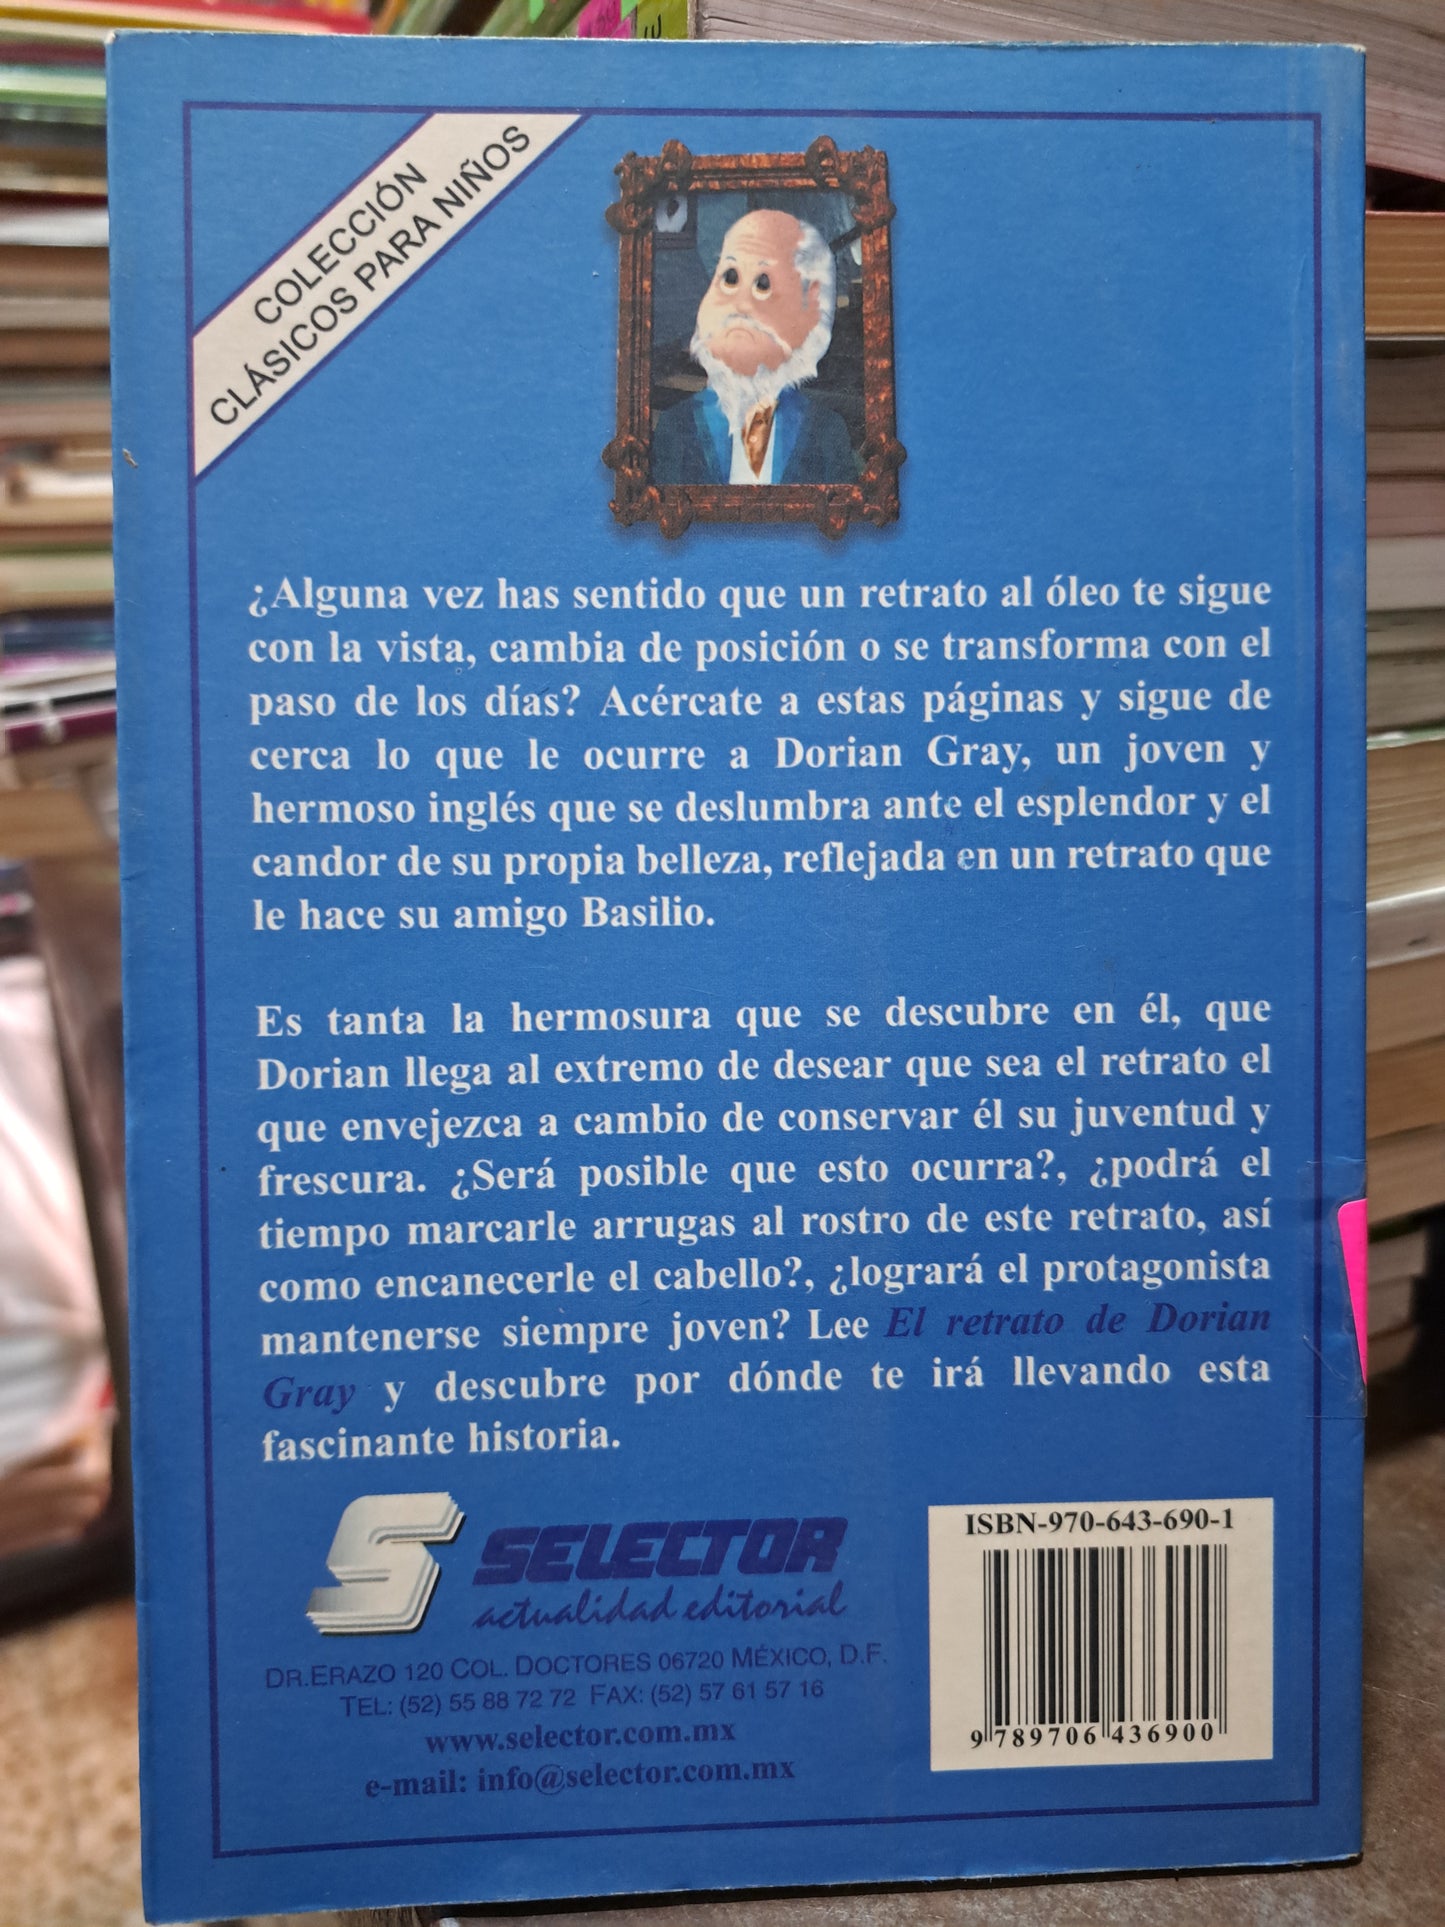 COLECCIÓN
CLÁSICOS PARA NIÑOS
¿Alguna vez has sentido que un retrato al óleo te sigue
con la vista, cambia de posición o se transforma con el
paso de los días? Acércate a estas páginas y sigue de
cerca lo que le ocurre a Dorian Gray, un joven y
hermoso inglés que se deslumbra ante el esplendor y el
candor de su propia belleza, reflejada en un retrato que
le hace su amigo Basilio.
Es tanta la hermosura que se descubre en él, que
Dorian llega al extremo de desear que sea el retrato el
que envejezca a cambio de conservar él su juventud y
frescura. ¿Será posible que esto ocurra?, ¿podrá el
tiempo marcarle arrugas al rostro de este retrato, así
como encanecerle el cabello?, ¿logrará el protagonista
mantenerse siempre joven? Lee El retrato de Dorian
Gray y descubre por dónde te irá llevando esta
fascinante historia.
S SELECTOR
actualidad editorial
DR.ERAZO 120 COL. DOCTORES 06720 MÉXICO, D.F.
TEL: (52) 55 88 72 72 FAX: (52) 57 61 57 16
www.selector.com.mx
e-mail: info@selector.com.mx
ISBN-970-643-690-1
9 789706 436900